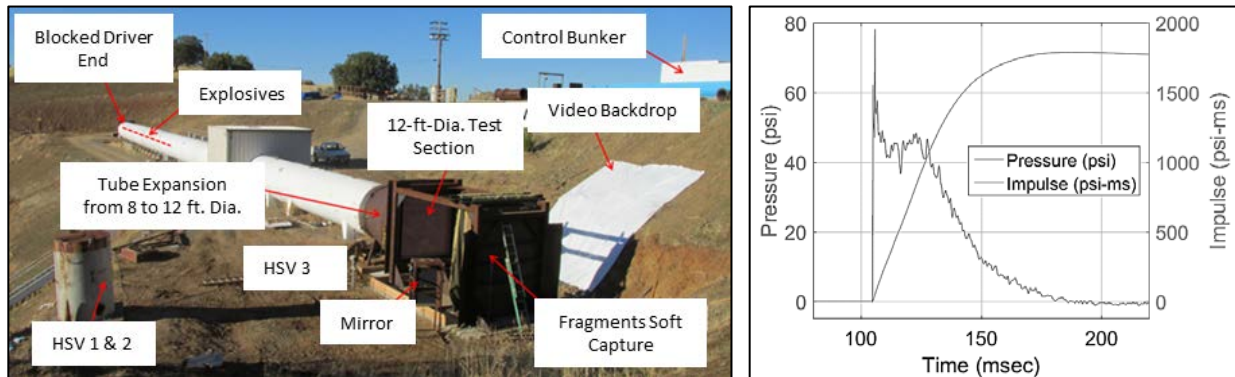 Blocked Driver
End
Explosives
Control Bunker
12-ft-Dia. Test
Section
Video Backdrop
Tube Expansion
from 8 to 12 ft. Dia.
HSV 3
HSV 1 & 2
Mirror
Fragments Soft
Capture
80
60
40
20
0
Pressure (psi)
2000
1500
1000
500
0
Impulse (psi-ms)
Pressure (psi)
Impulse (psi-ms)
100
150
200
Time (msec)